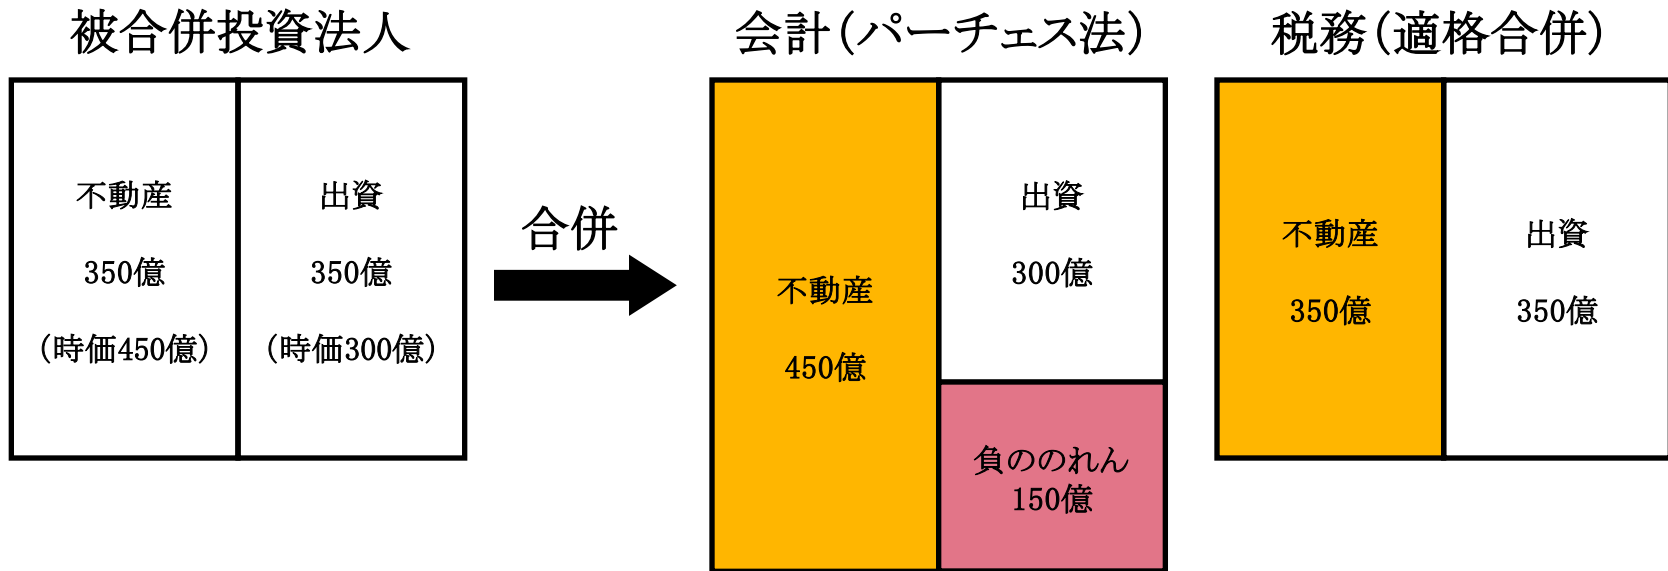 被合併投資法人
不動産
350億
(時価450億)
出資
350億
(時価300億)
合併
会計(パーチェス法)
不動産
450億
出資
300億
負ののれん
150億
税務(適格合併)
不動産
350億
出資
350億